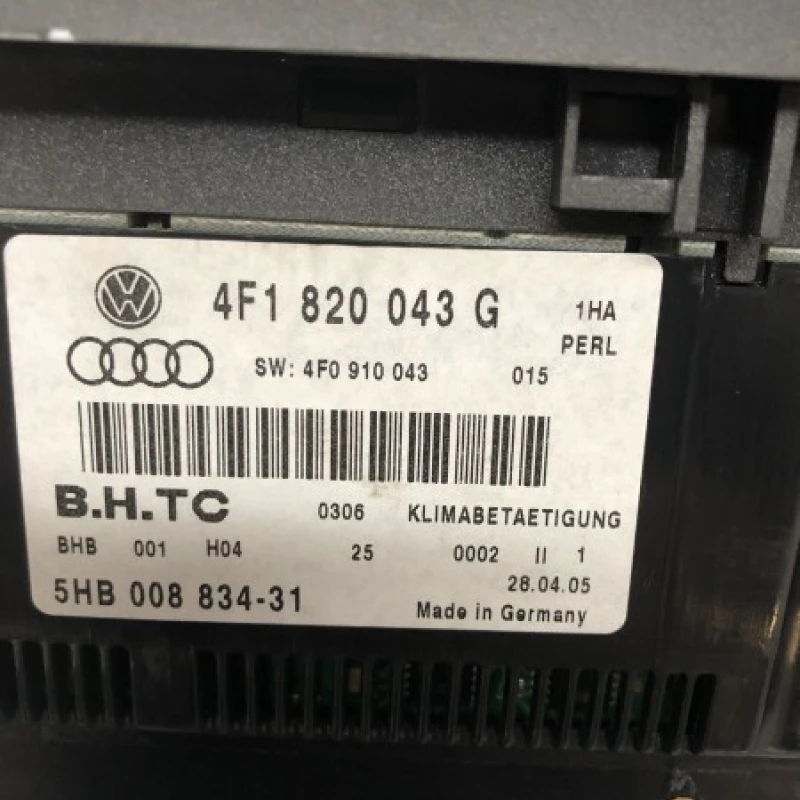 4F1 820 043 G 1HA
PERL
SW: 4F0 910 043 015
B.H.TC 0306 KLIMABETAETIGUNG
BHB 001 H04 25 0002 II 1
28.04.05
5HB 008 834-31 Made in Germany